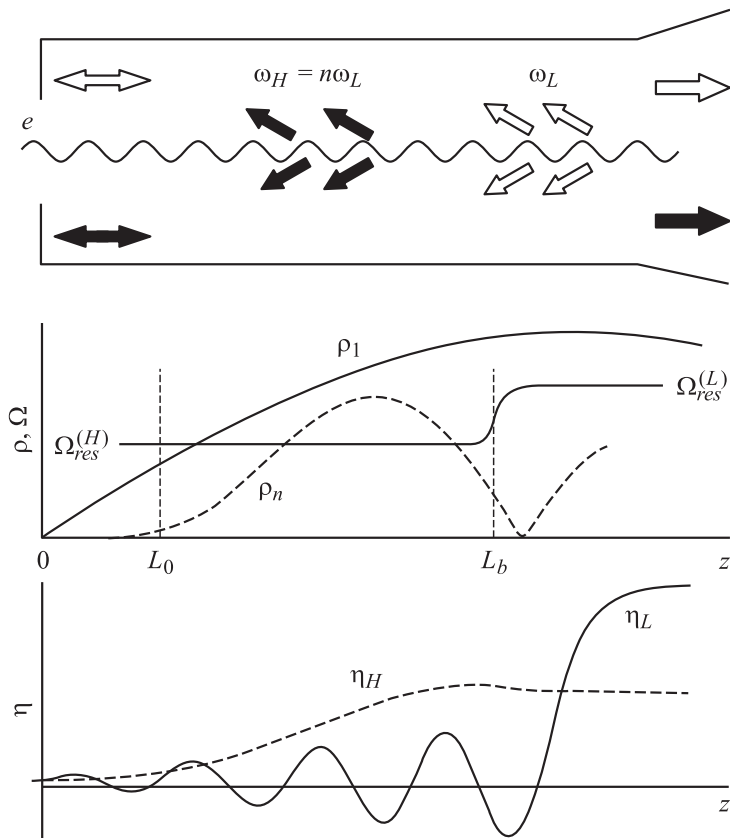 ω_H = nω_L
ω_L
e
ρ, Ω
ρ_1
Ω_res^(L)
Ω_res^(H)
ρ_n
0
L_0
L_b
z
η_L
η_H
η
z